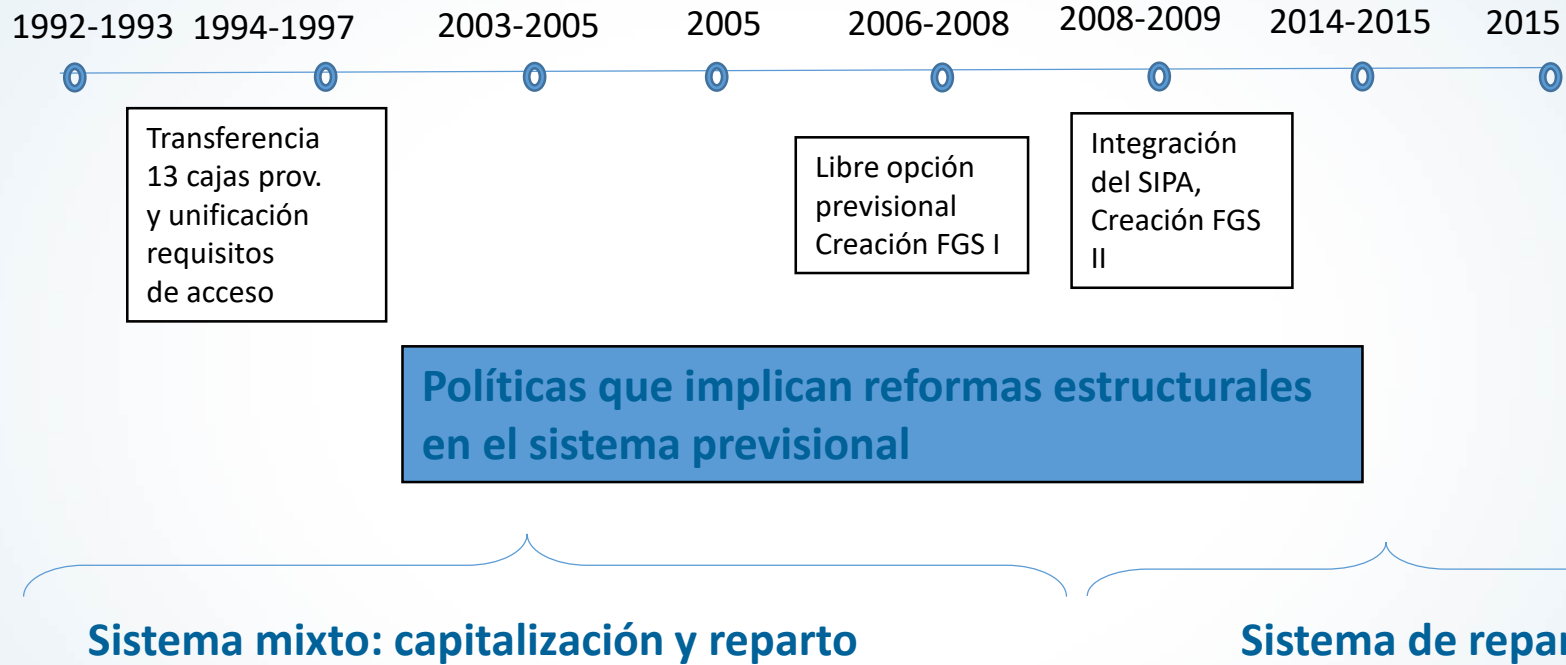 1992-1993 1994-1997 2003-2005 2005 2006-2008 2008-2009 2014-2015 2015
Transferencia
13 cajas prov.
y unificación
requisitos
de acceso
Libre opción
previsional
Creación FGS I
Integración
del SIPA,
Creación FGS
II
Políticas que implican reformas estructurales
en el sistema previsional
Sistema mixto: capitalización y reparto
Sistema de repar